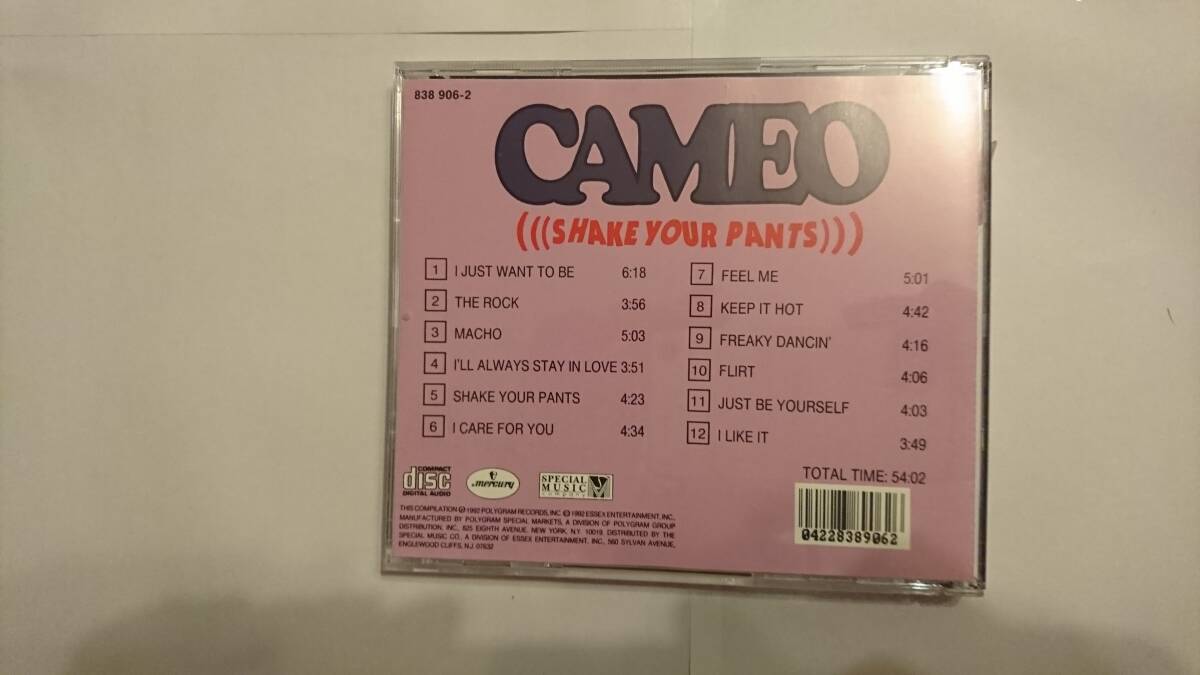 838 906-2
CAMEO
(((SHAKE YOUR PANTS)))
1 I JUST WANT TO BE 6:18
2 THE ROCK 3:56
3 MACHO 5:03
4 I'LL ALWAYS STAY IN LOVE 3:51
5 SHAKE YOUR PANTS 4:23
6 I CARE FOR YOU 4:34
7 FEEL ME 5:01
8 KEEP IT HOT 4:42
9 FREAKY DANCIN' 4:16
10 FLIRT 4:06
11 JUST BE YOURSELF 4:03
12 I LIKE IT 3:49
TOTAL TIME: 54:02
COMPACT
disc
DIGITAL AUDIO
mercury
SPECIAL
MUSIC
company
THIS COMPILATION ℗ 1992 POLYGRAM RECORDS, INC © 1992 ESSEX ENTERTAINMENT, INC.,
MANUFACTURED BY POLYGRAM SPECIAL MARKETS, A DIVISION OF POLYGRAM GROUP
DISTRIBUTION, INC., 825 EIGHTH AVENUE, NEW YORK, N.Y. 10019. DISTRIBUTED BY THE
SPECIAL MUSIC CO., A DIVISION OF ESSEX ENTERTAINMENT, INC., 560 SYLVAN AVENUE,
ENGLEWOOD CLIFFS, NJ. 07632
04228389062